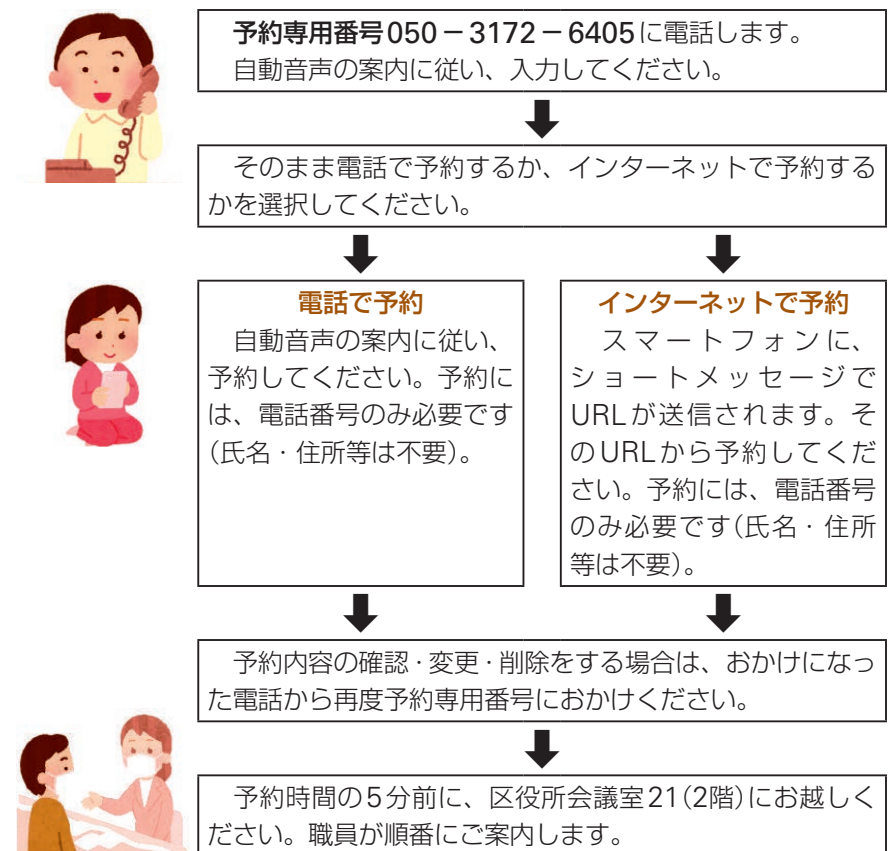 予約専用番号050－3172－6405に電話します。
自動音声の案内に従い、入力してください。
そのまま電話で予約するか、インターネットで予約する
かを選択してください。
電話で予約
自動音声の案内に従い、
予約してください。予約に
は、電話番号のみ必要です
(氏名・住所等は不要)。
インターネットで予約
スマートフォンに、
ショートメッセージで
URLが送信されます。そ
のURLから予約してくだ
さい。予約には、電話番号
のみ必要です(氏名・住所
等は不要)。
予約内容の確認・変更・削除をする場合は、おかけになっ
た電話から再度予約専用番号におかけください。
予約時間の5分前に、区役所会議室21(2階)にお越しく
ださい。職員が順番にご案内します。